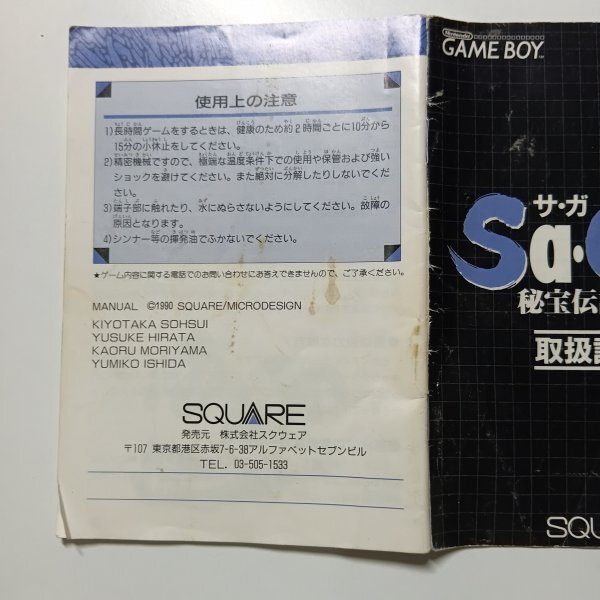 使用上の注意
1)長時間ゲームをするときは、健康のため約2時間ごとに10分から
15分の小休止をしてください。
2)精密機械ですので、極端な温度条件下での使用や保管および強い
ショックを避けてください。また絶対に分解したりしないでくだ
さい。
3)端子部に触れたり、水にぬらさないようにしてください。故障の
原因となります。
4)シンナー等の揮発油でふかないでください。
★ゲーム内容に関する電話でのお問い合わせにお答えできませんので、ご了承ください。
MANUAL ©1990 SQUARE/MICRODESIGN
KIYOTAKA SOHSUI
YUSUKE HIRATA
KAORU MORIYAMA
YUMIKO ISHIDA
SQUARE
発売元 株式会社スクウェア
〒107 東京都港区赤坂7-6-38アルファベットセブンビル
TEL. 03-505-1533
Nintendo
GAME BOY
TM
サ・ガ
Sa・
秘宝伝
取扱
SQU